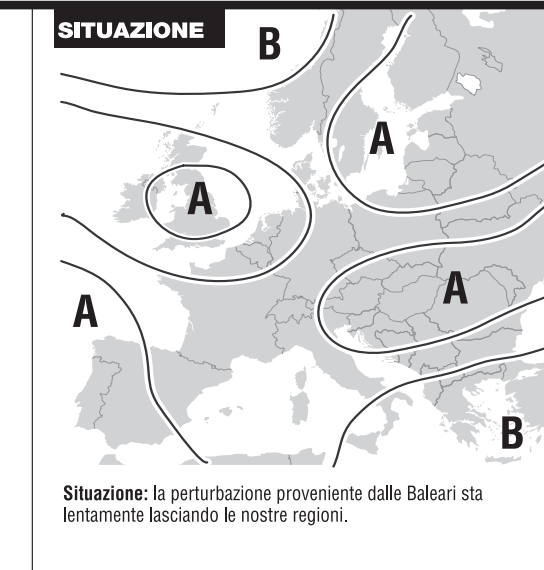 SITUAZIONE
B
A
A
A
A
B
Situazione: la perturbazione proveniente dalle Baleari sta
lentamente lasciando le nostre regioni.